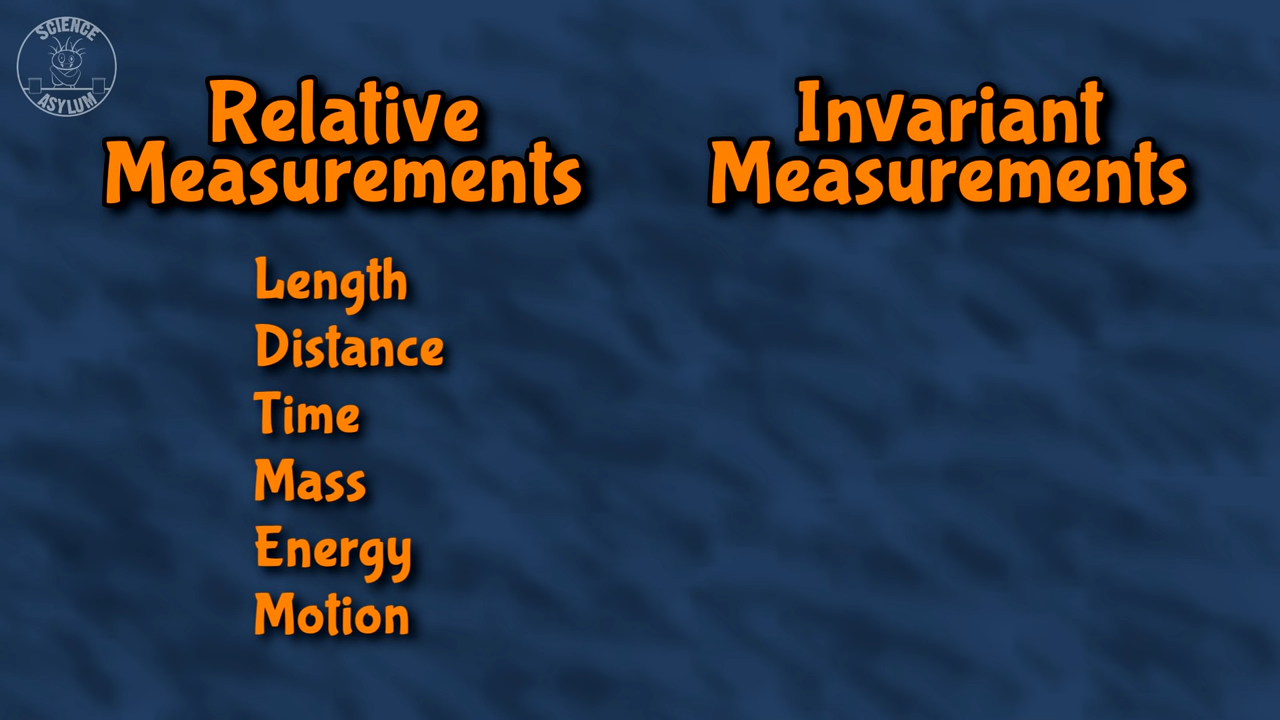 SCIENCE
ASYLUM
Relative
Measurements
Length
Distance
Time
Mass
Energy
Motion
Invariant
Measurements